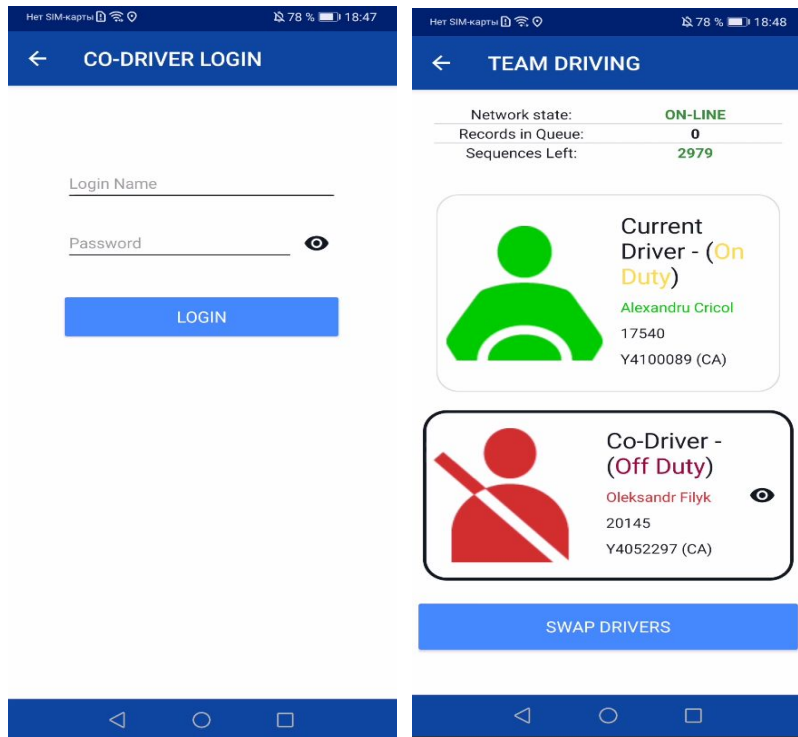 Нет SIM-карты 78 % 18:47
CO-DRIVER LOGIN
Login Name
Password
LOGIN
Нет SIM-карты 78 % 18:48
TEAM DRIVING
Network state: ON-LINE
Records in Queue: 0
Sequences Left: 2979
Current
Driver - (On
Duty)
Alexandru Cricol
17540
Y4100089 (CA)
Co-Driver -
(Off Duty)
Oleksandr Filyk
20145
Y4052297 (CA)
SWAP DRIVERS